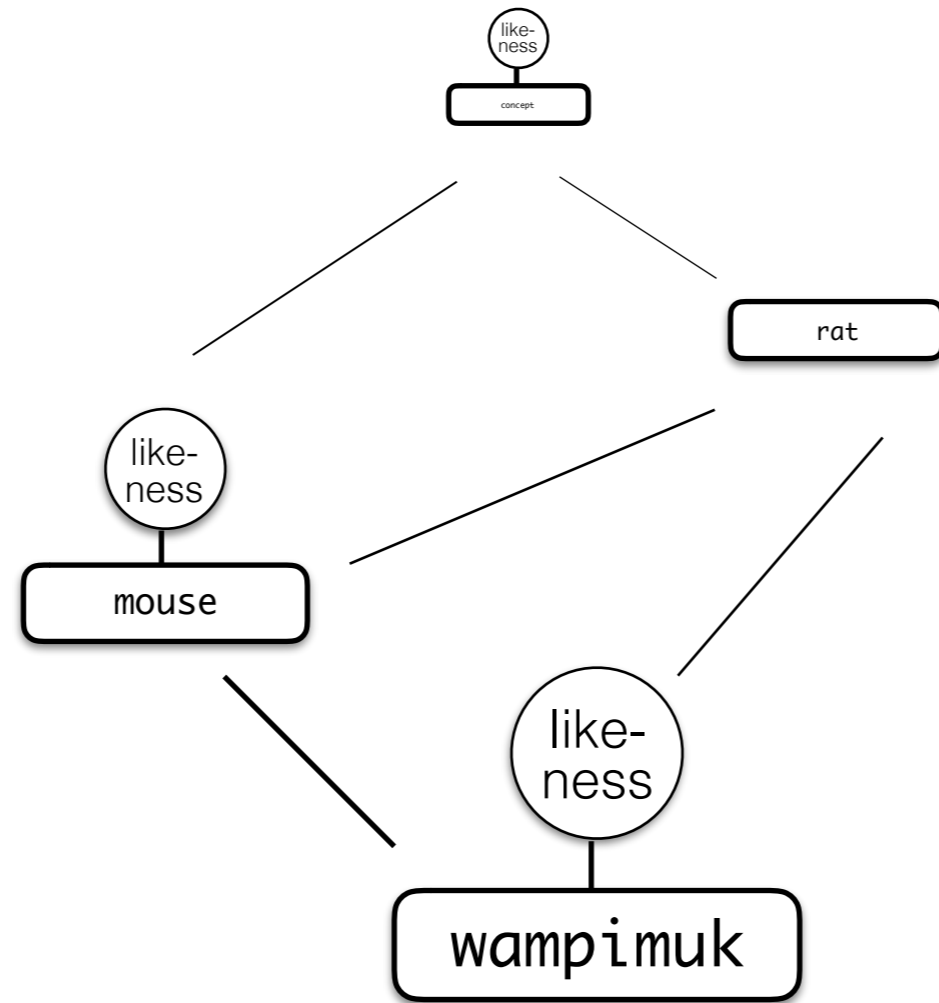 like-
ness
concept
rat
like-
ness
mouse
like-
ness
wampimuk